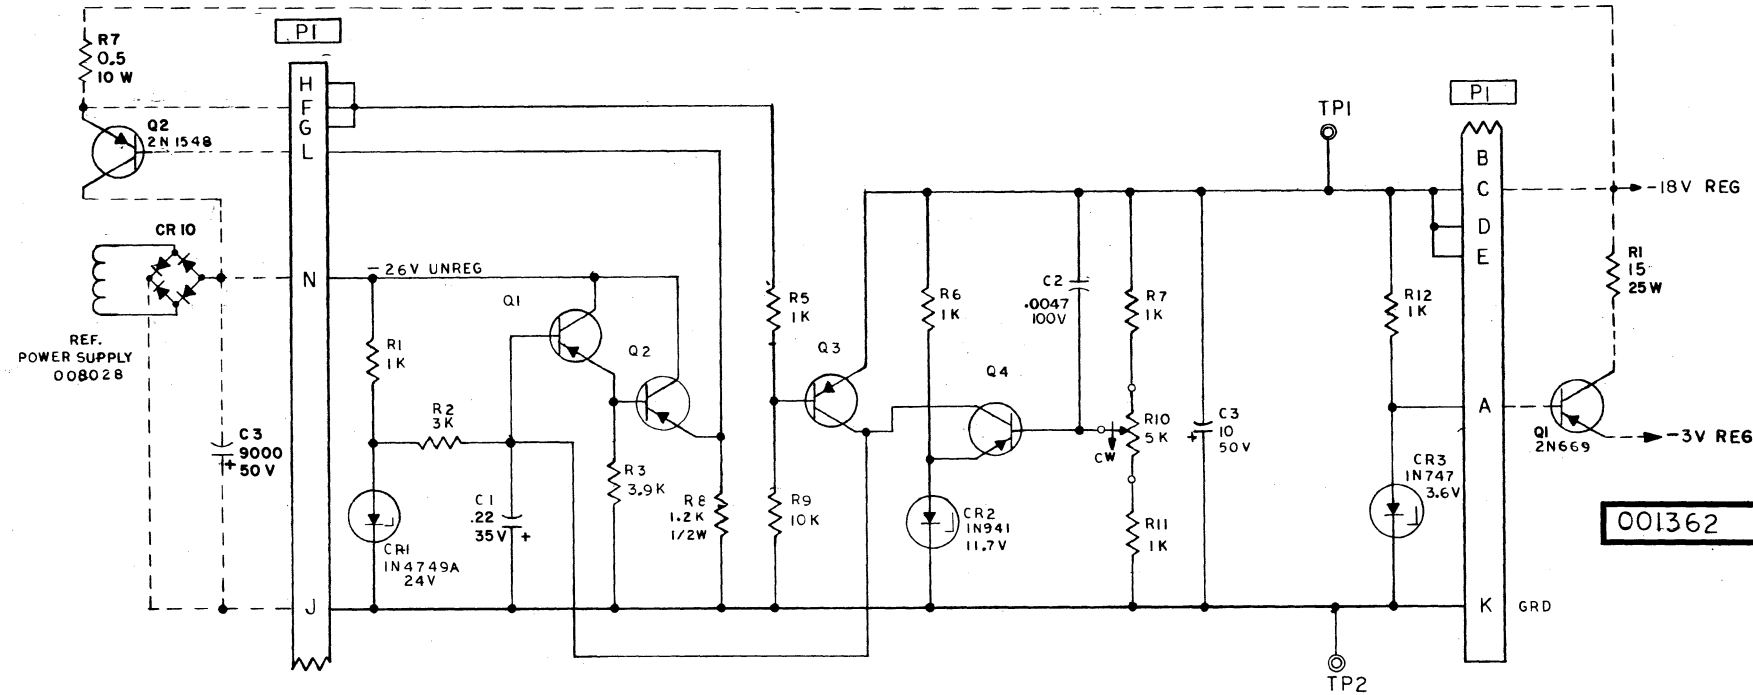 P1
R7
0.5
10 W
H
F
G
L
Q2
2N1548
CR10
N
-26V UNREG
REF.
POWER SUPPLY
008028
C3
9000
+ 50V
J
R1
1K
R2
3K
Q1
Q2
C1
.22
35V +
CR1
1N4749A
24V
R3
3.9K
R8
1.2K
1/2W
R5
1K
R9
10K
Q3
R6
1K
Q4
CR2
1N941
11.7V
C2
.0047
100V
R7
1K
R10
5K
CW
R11
1K
C3
10
50V
+
TP1
TP2
R12
1K
CR3
1N747
3.6V
P1
B
C
D
E
A
K
GRD
-18V REG
R1
15
25W
Q1
2N669
-3V REG
001362